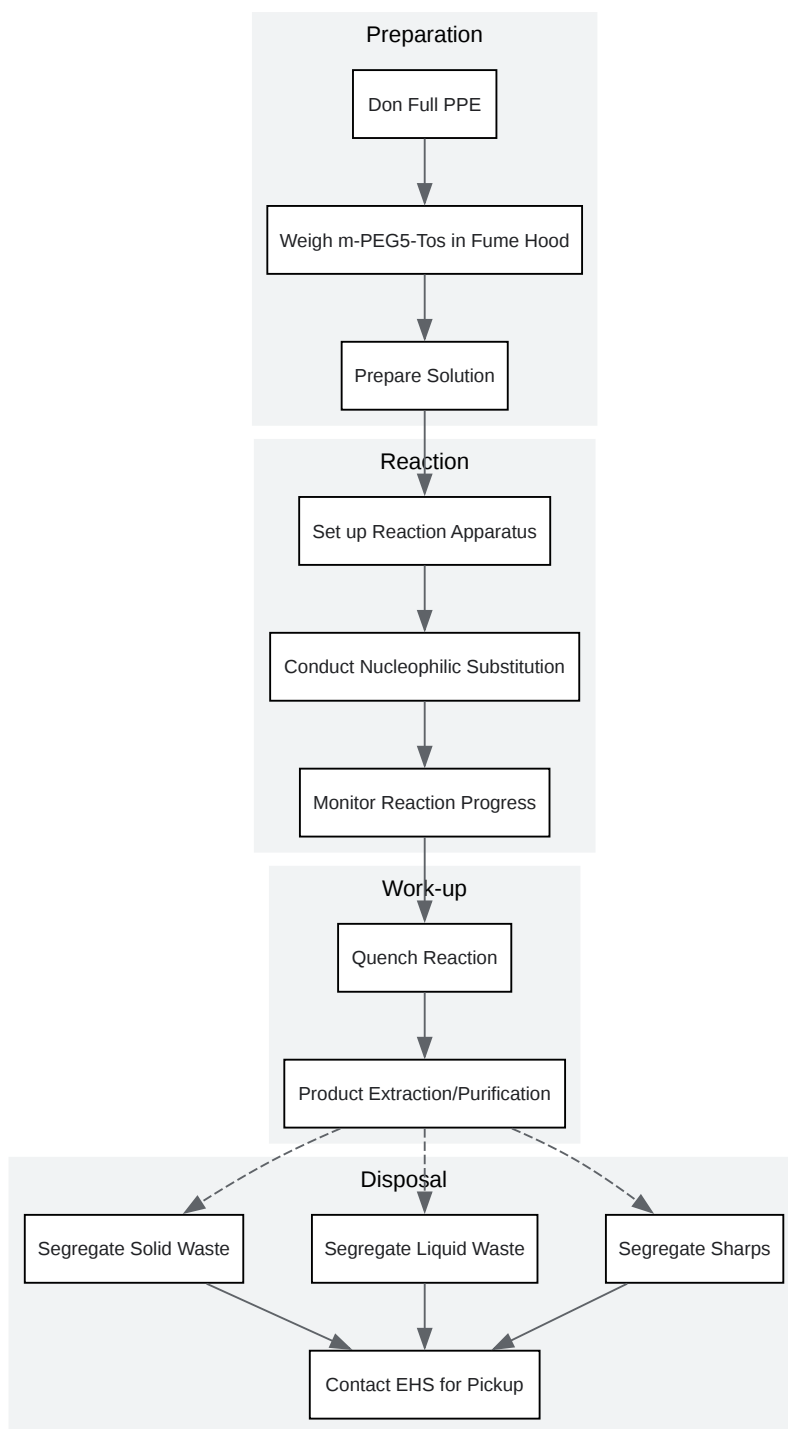 Preparation
Don Full PPE
Weigh m-PEG5-Tos in Fume Hood
Prepare Solution
Reaction
Set up Reaction Apparatus
Conduct Nucleophilic Substitution
Monitor Reaction Progress
Work-up
Quench Reaction
Product Extraction/Purification
Disposal
Segregate Solid Waste
Segregate Liquid Waste
Segregate Sharps
Contact EHS for Pickup